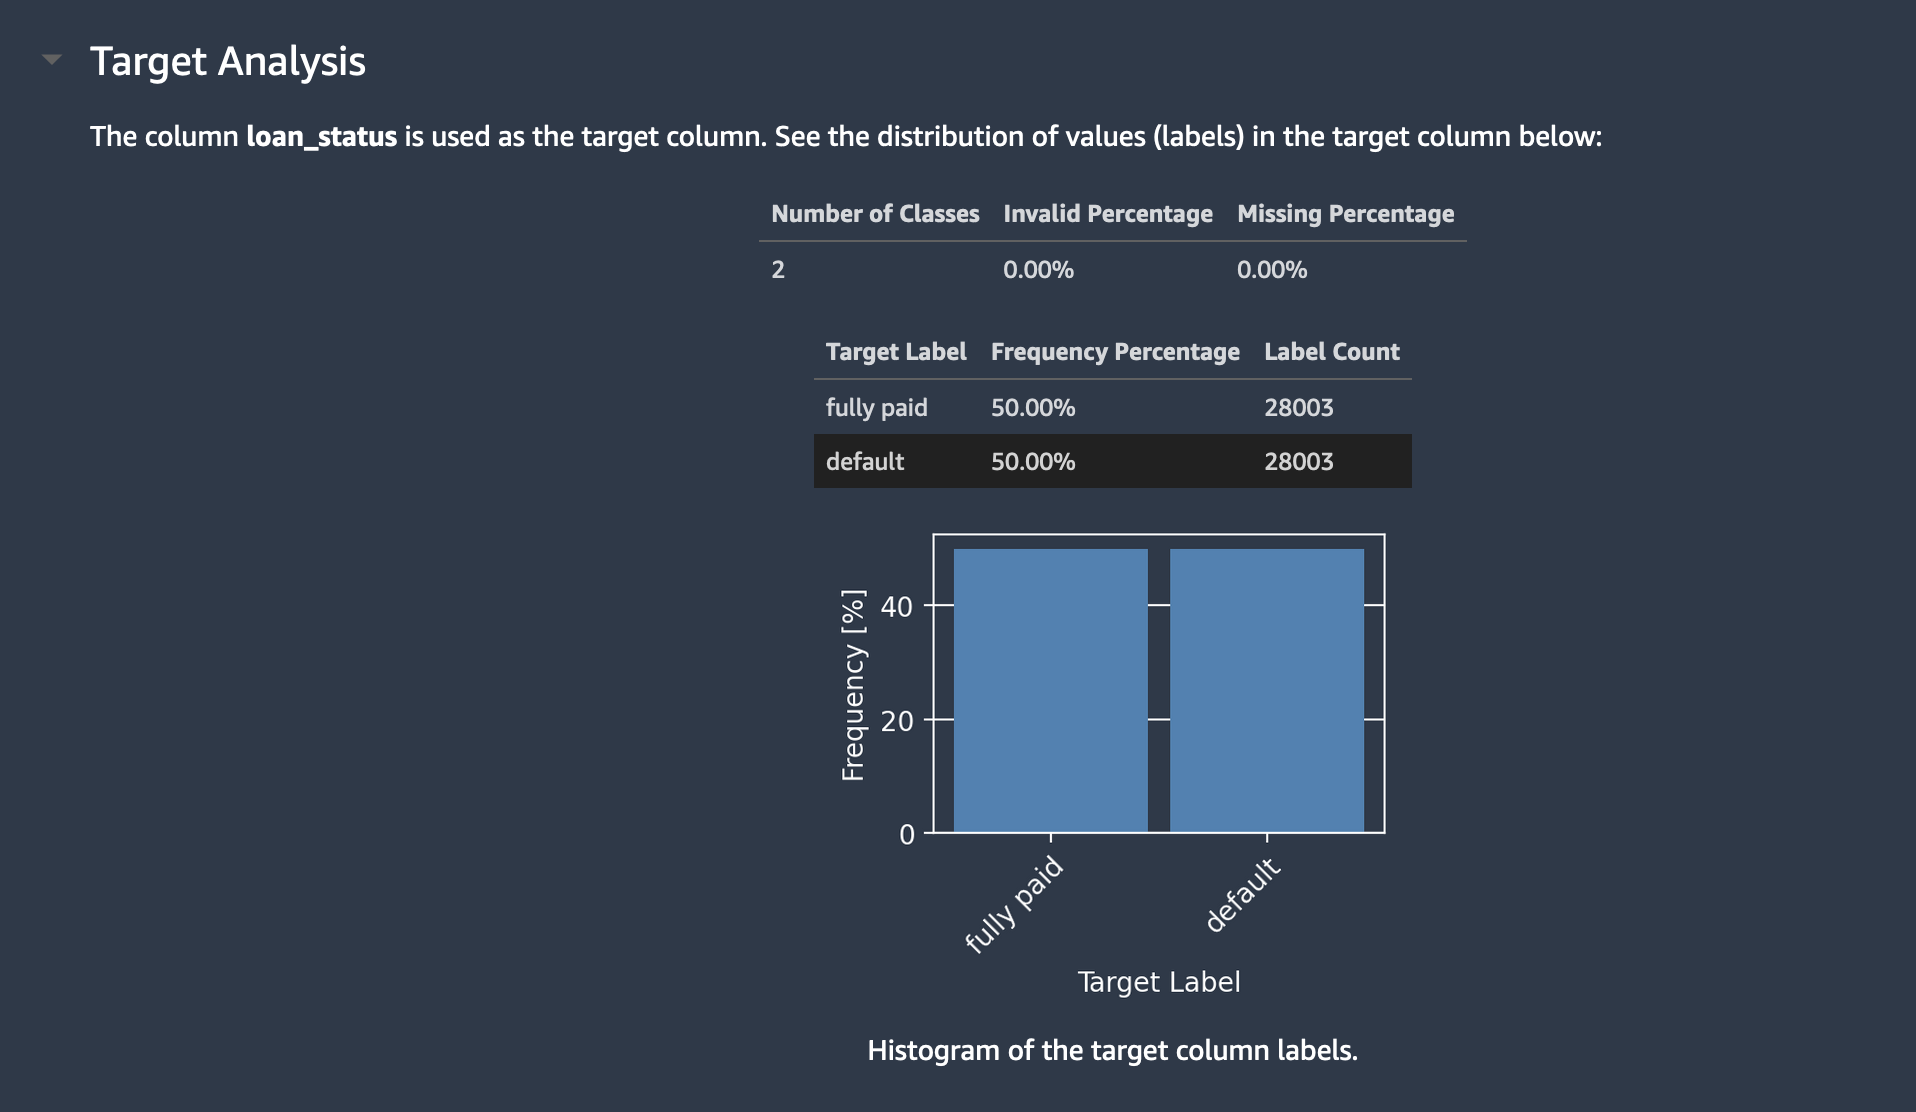 Target Analysis
The column loan_status is used as the target column. See the distribution of values (labels) in the target column below:
Number of Classes Invalid Percentage Missing Percentage
2 0.00% 0.00%
Target Label Frequency Percentage Label Count
fully paid 50.00% 28003
default 50.00% 28003
Frequency [%]
40
20
0
fully paid
default
Target Label
Histogram of the target column labels.